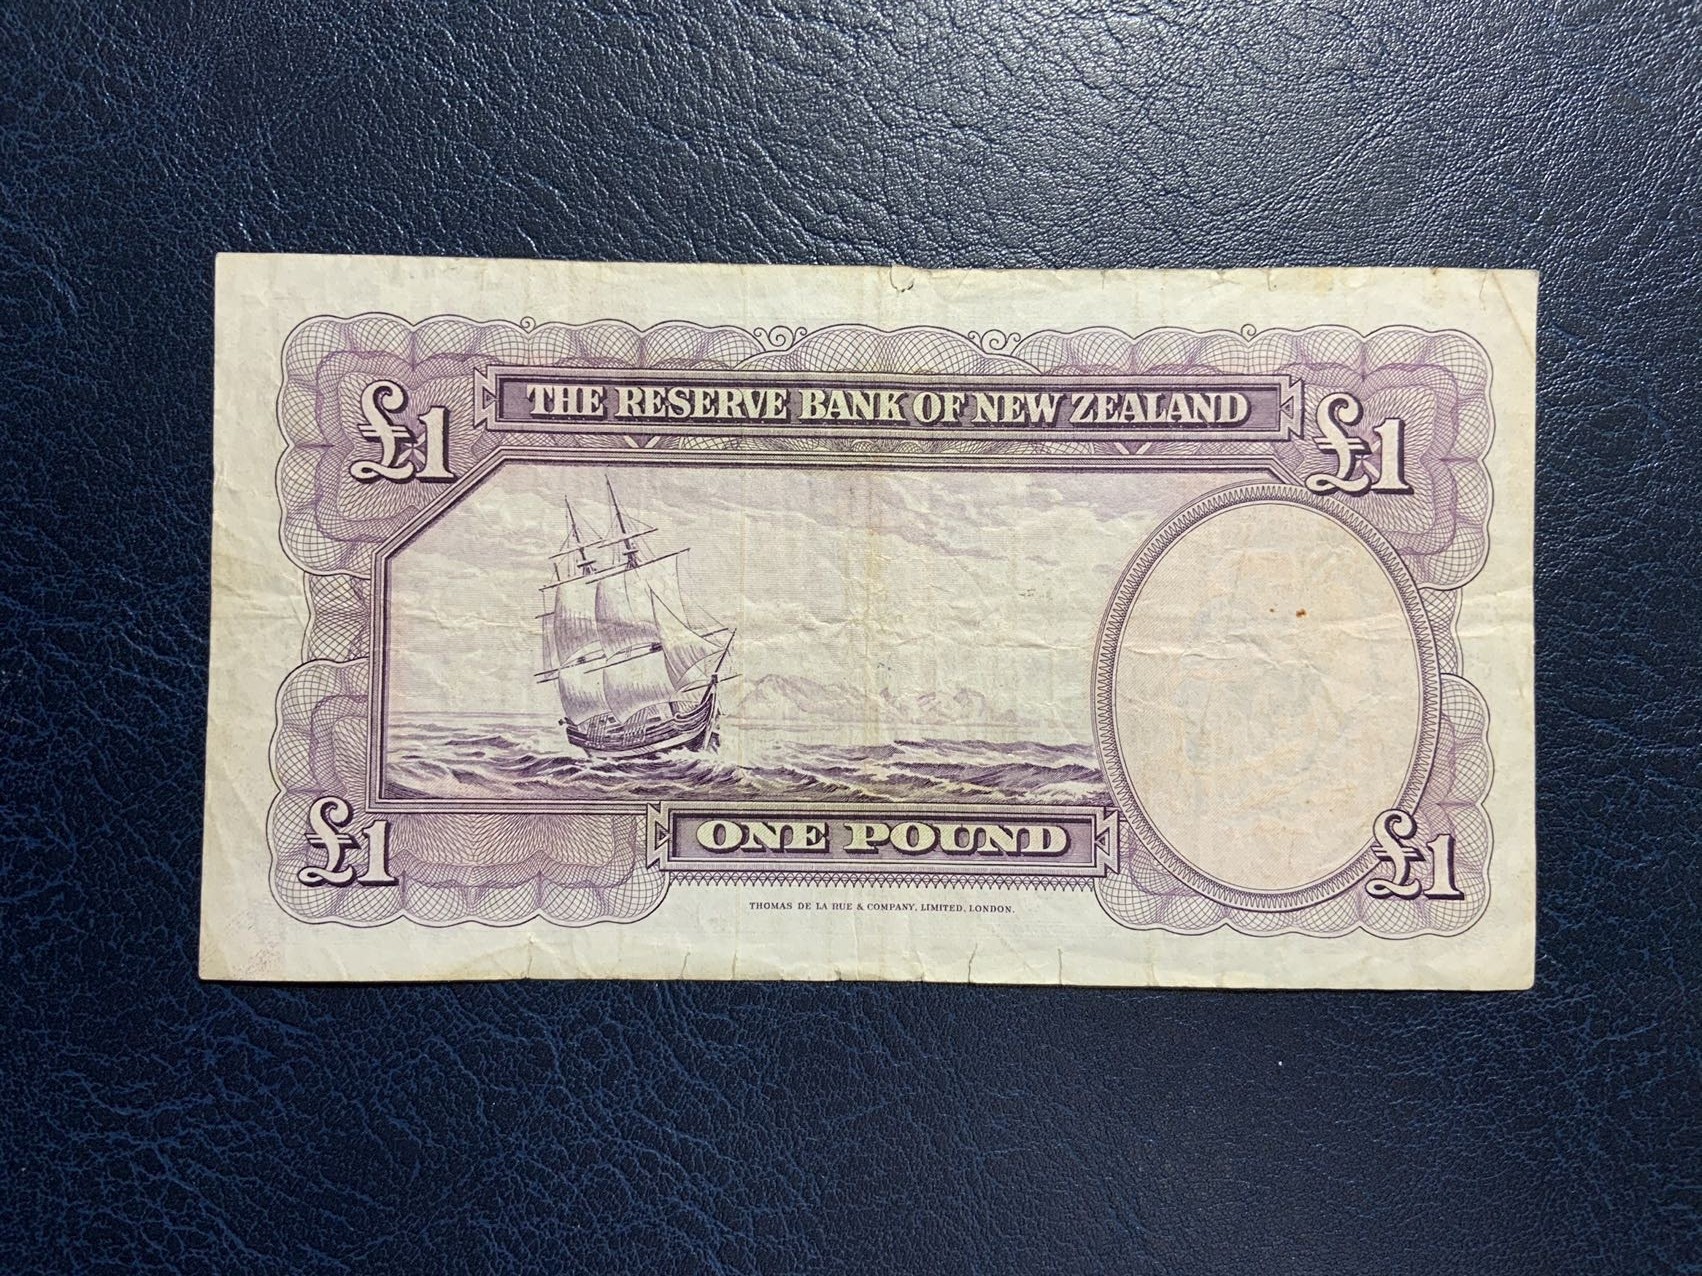 THE RESERVE BANK OF NEW ZEALAND
£1
£1
ONE POUND
£1
£1
THOMAS DE LA RUE & COMPANY, LIMITED, LONDON.